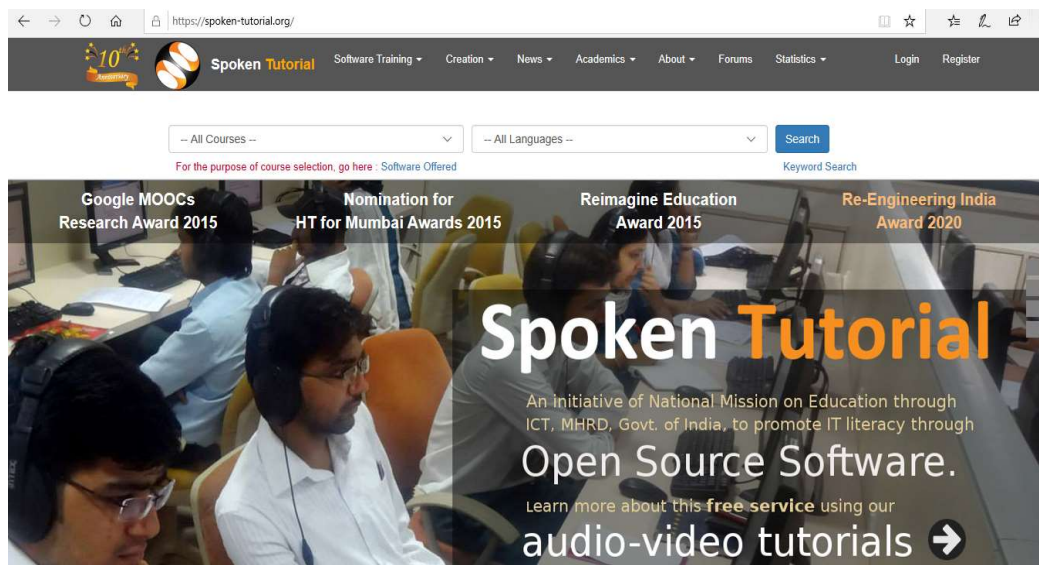 https://spoken-tutorial.org/
10th
Anniversary
Spoken Tutorial
Software Training Creation News Academics About Forums Statistics Login Register
-- All Courses -- -- All Languages -- Search
For the purpose of course selection, go here : Software Offered Keyword Search
Google MOOCs Nomination for Reimagine Education Re-Engineering India
Research Award 2015 HT for Mumbai Awards 2015 Award 2015 Award 2020
Spoken Tutorial
An initiative of National Mission on Education through
ICT, MHRD, Govt. of India, to promote IT literacy through
Open Source Software.
Learn more about this free service using our
audio-video tutorials